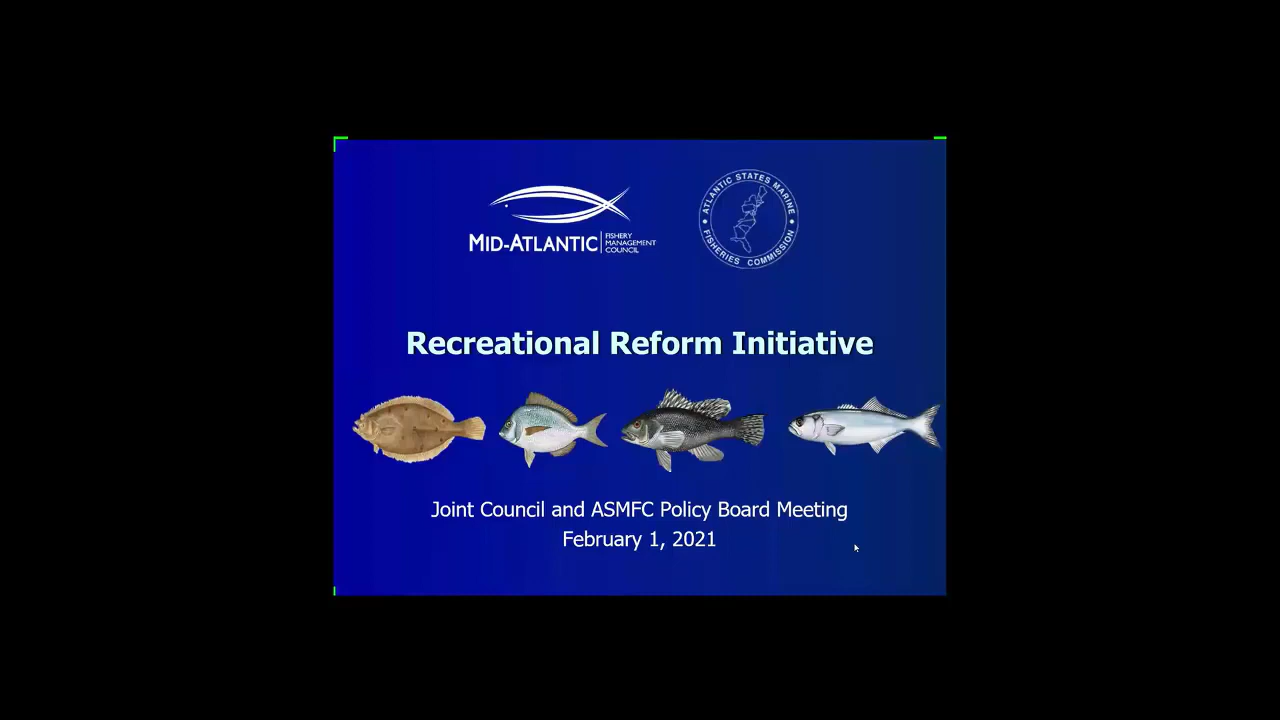 MID-ATLANTIC
FISHERY
MANAGEMENT
COUNCIL
ATLANTIC STATES MARINE
FISHERIES COMMISSION
Recreational Reform Initiative
Joint Council and ASMFC Policy Board Meeting
February 1, 2021